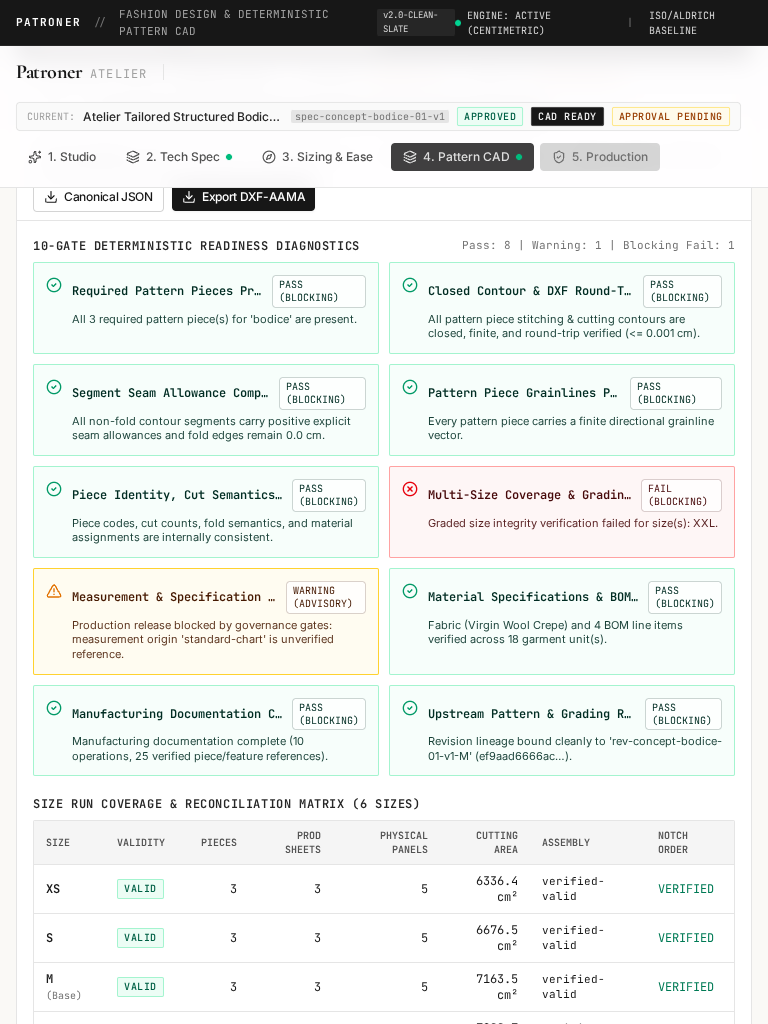 PATRONER // FASHION DESIGN & DETERMINISTIC PATTERN CAD v2.0-CLEAN-SLATE ENGINE: ACTIVE (CENTIMETRIC) | ISO/ALDRICH BASELINE
Patroner ATELIER
CURRENT: Atelier Tailored Structured Bodic... spec-concept-bodice-01-v1 APPROVED CAD READY APPROVAL PENDING
1. Studio 2. Tech Spec 3. Sizing & Ease 4. Pattern CAD 5. Production
Canonical JSON Export DXF-AAMA
10-GATE DETERMINISTIC READINESS DIAGNOSTICS Pass: 8 | Warning: 1 | Blocking Fail: 1
Required Pattern Pieces Pr… PASS (BLOCKING)
All 3 required pattern piece(s) for 'bodice' are present.
Closed Contour & DXF Round-T… PASS (BLOCKING)
All pattern piece stitching & cutting contours are
closed, finite, and round-trip verified (<= 0.001 cm).
Segment Seam Allowance Comp… PASS (BLOCKING)
All non-fold contour segments carry positive explicit
seam allowances and fold edges remain 0.0 cm.
Pattern Piece Grainlines P… PASS (BLOCKING)
Every pattern piece carries a finite directional grainline
vector.
Piece Identity, Cut Semantics… PASS (BLOCKING)
Piece codes, cut counts, fold semantics, and material
assignments are internally consistent.
Multi-Size Coverage & Gradin… FAIL (BLOCKING)
Graded size integrity verification failed for size(s): XXL.
Measurement & Specification … WARNING (ADVISORY)
Production release blocked by governance gates:
measurement origin 'standard-chart' is unverified
reference.
Material Specifications & BOM… PASS (BLOCKING)
Fabric (Virgin Wool Crepe) and 4 BOM line items
verified across 18 garment unit(s).
Manufacturing Documentation C… PASS (BLOCKING)
Manufacturing documentation complete (10
operations, 25 verified piece/feature references).
Upstream Pattern & Grading R… PASS (BLOCKING)
Revision lineage bound cleanly to 'rev-concept-bodice-
01-v1-M' (ef9aad6666ac...).
SIZE RUN COVERAGE & RECONCILIATION MATRIX (6 SIZES)
SIZE VALIDITY PIECES PROD SHEETS PHYSICAL PANELS CUTTING AREA ASSEMBLY NOTCH ORDER
XS VALID 3 3 5 6336.4 cm² verified-valid VERIFIED
S VALID 3 3 5 6676.5 cm² verified-valid VERIFIED
M (Base) VALID 3 3 5 7163.5 cm² verified-valid VERIFIED